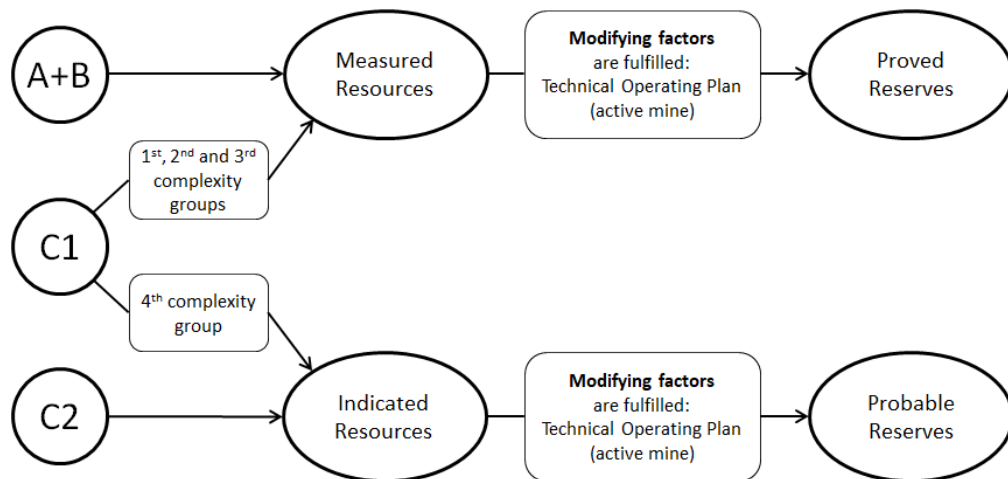 A+B
Measured
Resources
Modifying factors
are fulfilled:
Technical Operating Plan
(active mine)
Proved
Reserves
1st, 2nd and 3rd
complexity
groups
C1
4th complexity
group
C2
Indicated
Resources
Modifying factors
are fulfilled:
Technical Operating Plan
(active mine)
Probable
Reserves